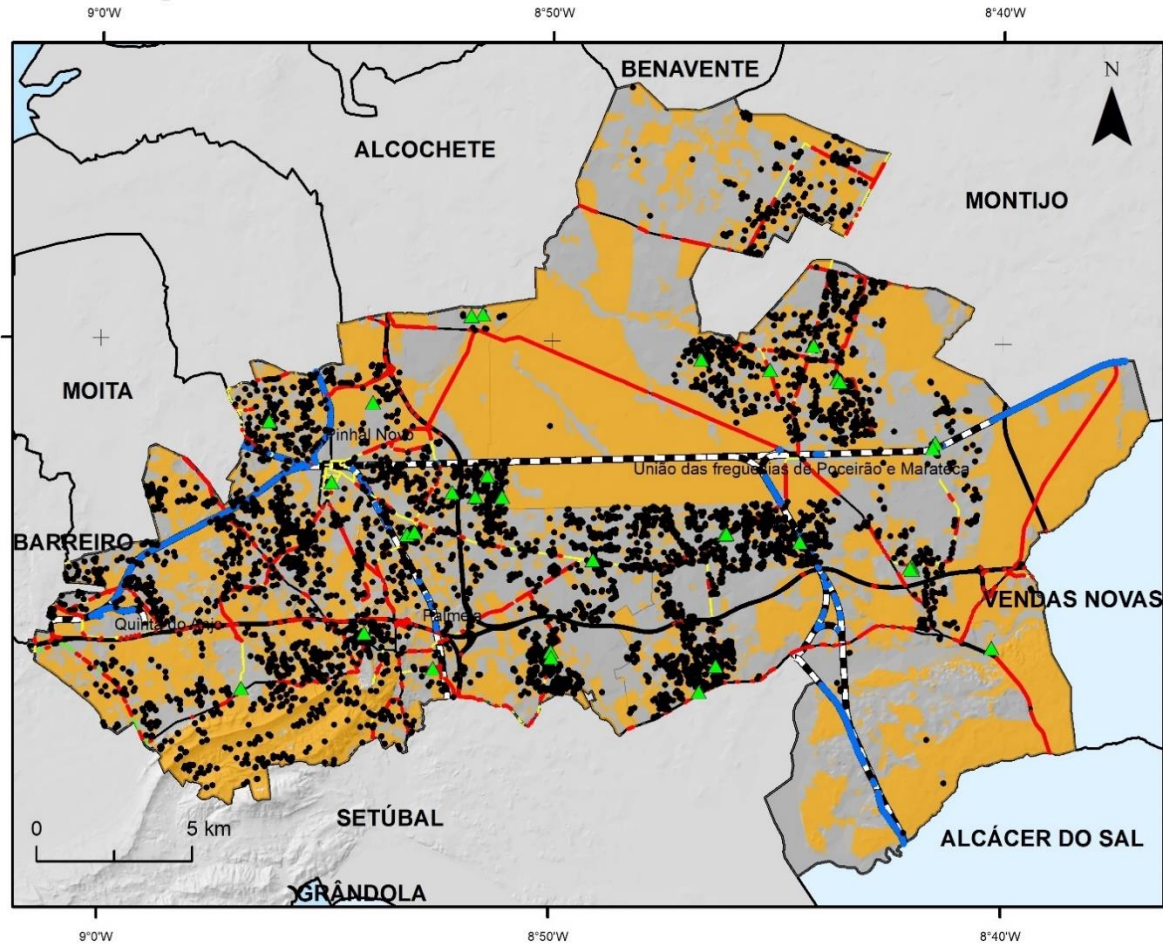 9°0'W
8°50'W
8°40'W
BENAVENTE
N
ALCOCHETE
MONTIJO
MOITA
Pinhal Novo
União das freguesias de Poceirão e Marateca
BARREIRO
VENDAS NOVAS
Palmela
Quinta do Anjo
SETÚBAL
0
5 km
ALCÁCER DO SAL
GRÂNDOLA
9°0'W
8°50'W
8°40'W